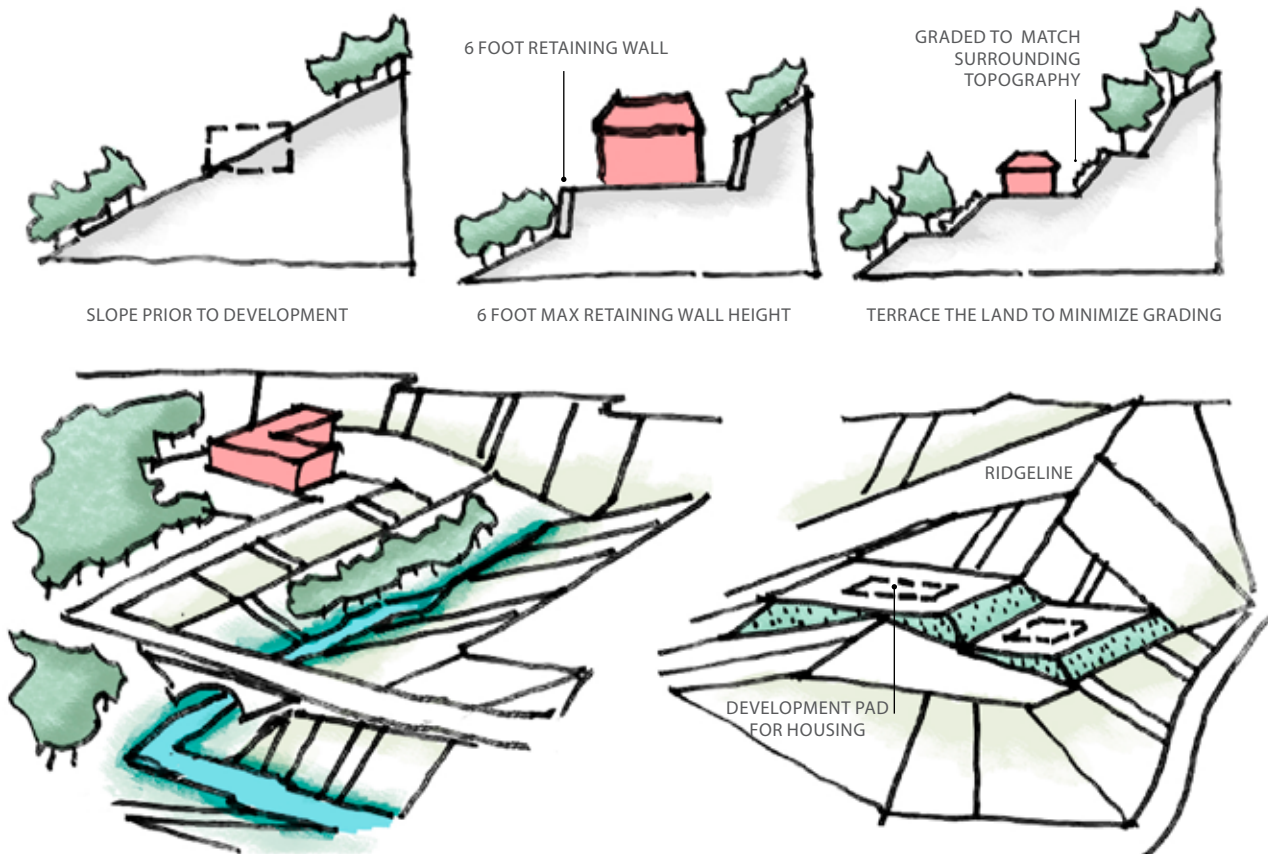 6 FOOT RETAINING WALL
GRADED TO MATCH
SURROUNDING
TOPOGRAPHY
SLOPE PRIOR TO DEVELOPMENT
6 FOOT MAX RETAINING WALL HEIGHT
TERRACE THE LAND TO MINIMIZE GRADING
RIDGELINE
DEVELOPMENT PAD
FOR HOUSING